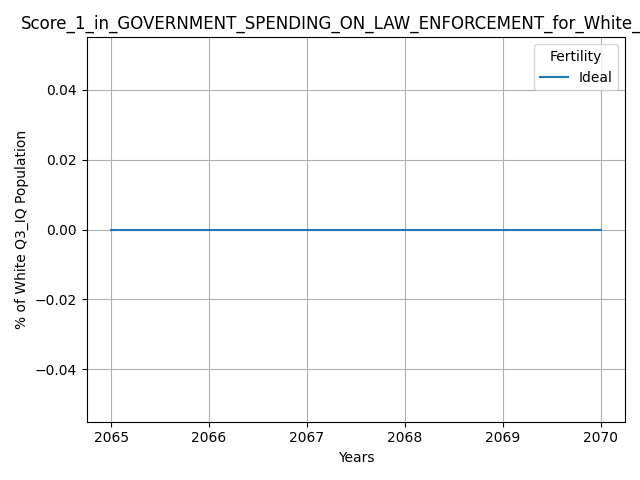 Score_1_in_GOVERNMENT_SPENDING_ON_LAW_ENFORCEMENT_for_White_
Fertility
Ideal
0.04
0.02
0.00
−0.02
−0.04
% of White Q3_IQ Population
2065 2066 2067 2068 2069 2070
Years